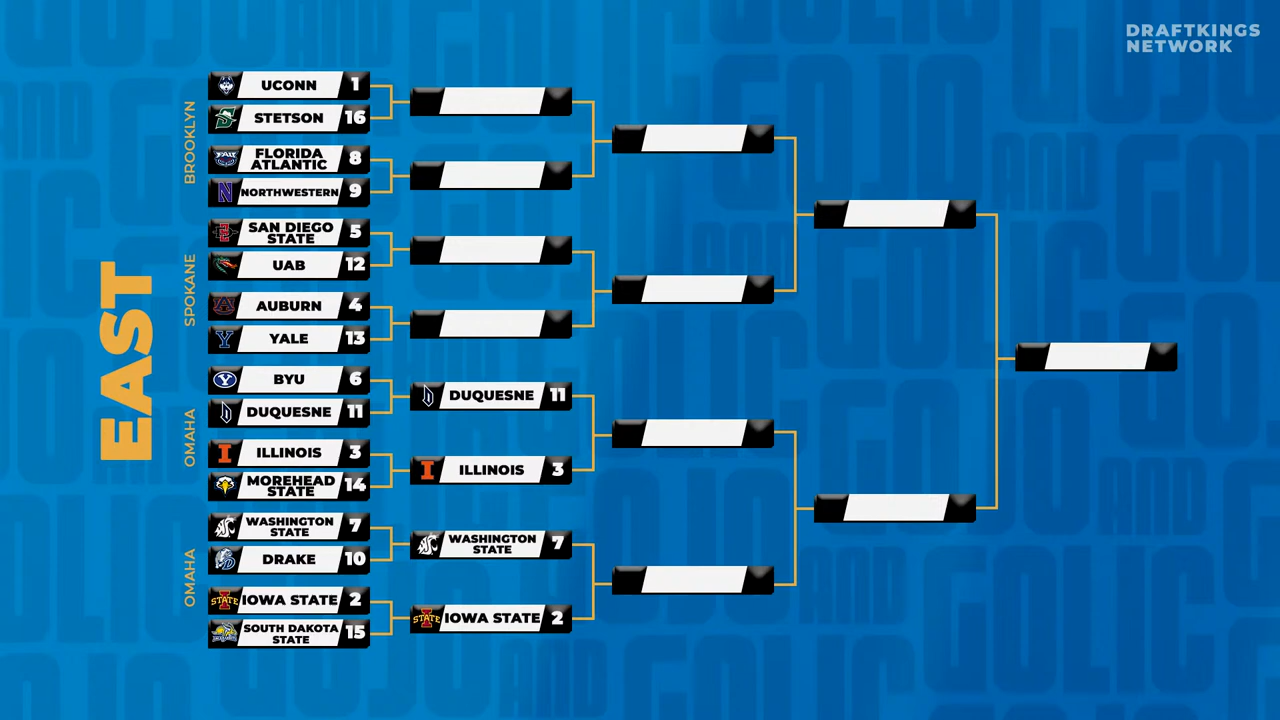 DRAFTKINGS
NETWORK
EAST
BROOKLYN
UCONN 1
STETSON 16
FLORIDA
ATLANTIC 8
NORTHWESTERN 9
SPOKANE
SAN DIEGO
STATE 5
UAB 12
AUBURN 4
YALE 13
OMAHA
BYU 6
DUQUESNE 11
ILLINOIS 3
MOREHEAD
STATE 14
OMAHA
WASHINGTON
STATE 7
DRAKE 10
IOWA STATE 2
SOUTH DAKOTA
STATE 15
DUQUESNE 11
ILLINOIS 3
WASHINGTON
STATE 7
IOWA STATE 2
GOJO
AND
GOLIC